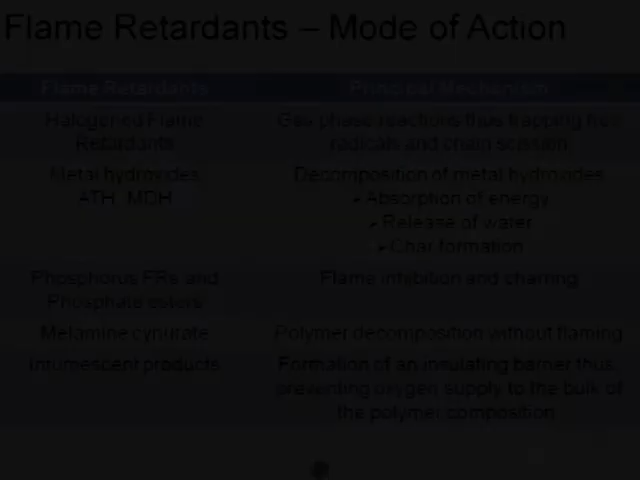 Flame Retardants – Mode of Action
Flame Retardants Principal Mechanism
Halogened Flame Retardants Gas phase reactions thus trapping free radicals and chain scission
Metal hydroxides ATH, MDH Decomposition of metal hydroxides
Absorption of energy
Release of water
Char formation
Phosphorus FRs and Phosphate esters Flame inhibition and charring
Melamine cynurate Polymer decomposition without flaming
Intumescent products Formation of an insulating barrier thus, preventing oxygen supply to the bulk of the polymer composition